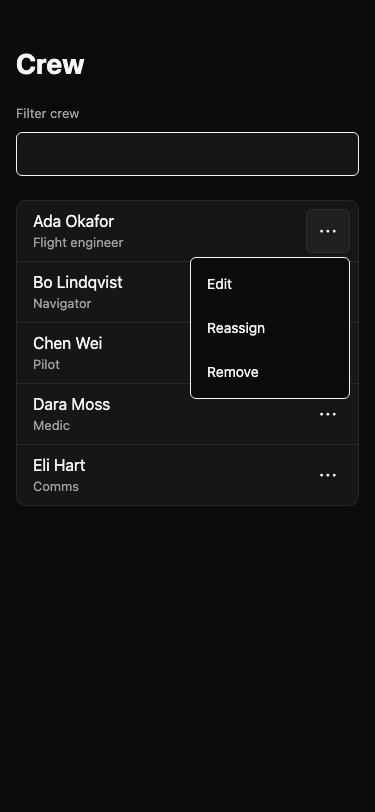 Crew
Filter crew
Ada Okafor
Flight engineer
Bo Lindqvist
Navigator
Edit
Reassign
Remove
Chen Wei
Pilot
Dara Moss
Medic
Eli Hart
Comms